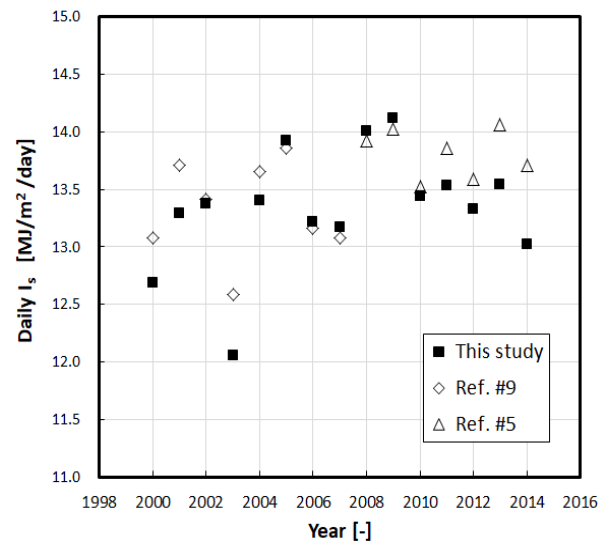 15.0
14.5
14.0
13.5
13.0
12.5
12.0
11.5
11.0
Daily Is [MJ/m² /day]
This study
Ref. #9
Ref. #5
1998 2000 2002 2004 2006 2008 2010 2012 2014 2016
Year [-]